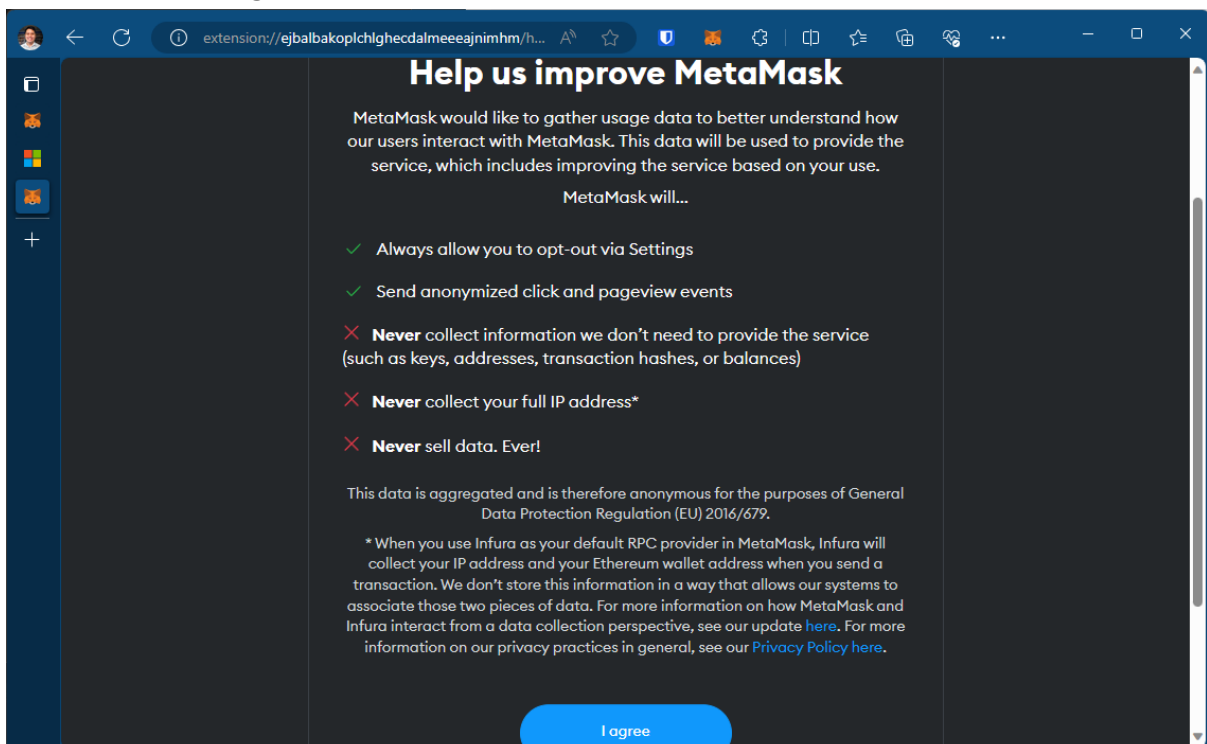 extension://ejbalbakoplchlghecdalmeeeajnimhm/h...
Help us improve MetaMask
MetaMask would like to gather usage data to better understand how
our users interact with MetaMask. This data will be used to provide the
service, which includes improving the service based on your use.
MetaMask will...
Always allow you to opt-out via Settings
Send anonymized click and pageview events
Never collect information we don’t need to provide the service
(such as keys, addresses, transaction hashes, or balances)
Never collect your full IP address*
Never sell data. Ever!
This data is aggregated and is therefore anonymous for the purposes of General
Data Protection Regulation (EU) 2016/679.
* When you use Infura as your default RPC provider in MetaMask, Infura will
collect your IP address and your Ethereum wallet address when you send a
transaction. We don’t store this information in a way that allows our systems to
associate those two pieces of data. For more information on how MetaMask and
Infura interact from a data collection perspective, see our update here. For more
information on our privacy practices in general, see our Privacy Policy here.
I agree